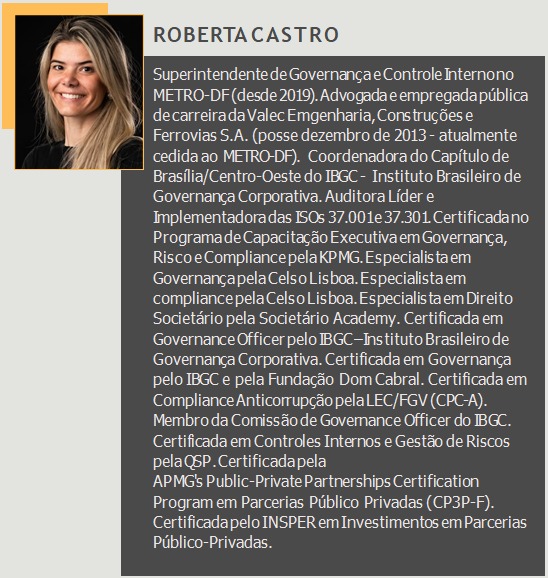 ROBERTA CASTRO
Superintendente de Governança e Controle Interno no
METRO-DF (desde 2019). Advogada e empregada pública
de carreira da Valec Emgenharia, Construções e
Ferrovias S.A. (posse dezembro de 2013 - atualmente
cedida ao METRO-DF). Coordenadora do Capítulo de
Brasília/Centro-Oeste do IBGC - Instituto Brasileiro de
Governança Corporativa. Auditora Líder e
Implementadora das ISOs 37.001 e 37.301. Certificada no
Programa de Capacitação Executiva em Governança,
Risco e Compliance pela KPMG. Especialista em
Governança pela Celso Lisboa. Especialista em
compliance pela Celso Lisboa. Especialista em Direito
Societário pela Societário Academy. Certificada em
Governance Officer pelo IBGC – Instituto Brasileiro de
Governança Corporativa. Certificada em Governança
pelo IBGC e pela Fundação Dom Cabral. Certificada em
Compliance Anticorrupção pela LEC/FGV (CPC-A).
Membro da Comissão de Governance Officer do IBGC.
Certificada em Controles Internos e Gestão de Riscos
pela QSP. Certificada pela
APMG's Public-Private Partnerships Certification
Program em Parcerias Público Privadas (CP3P-F).
Certificada pelo INSPER em Investimentos em Parcerias
Público-Privadas.